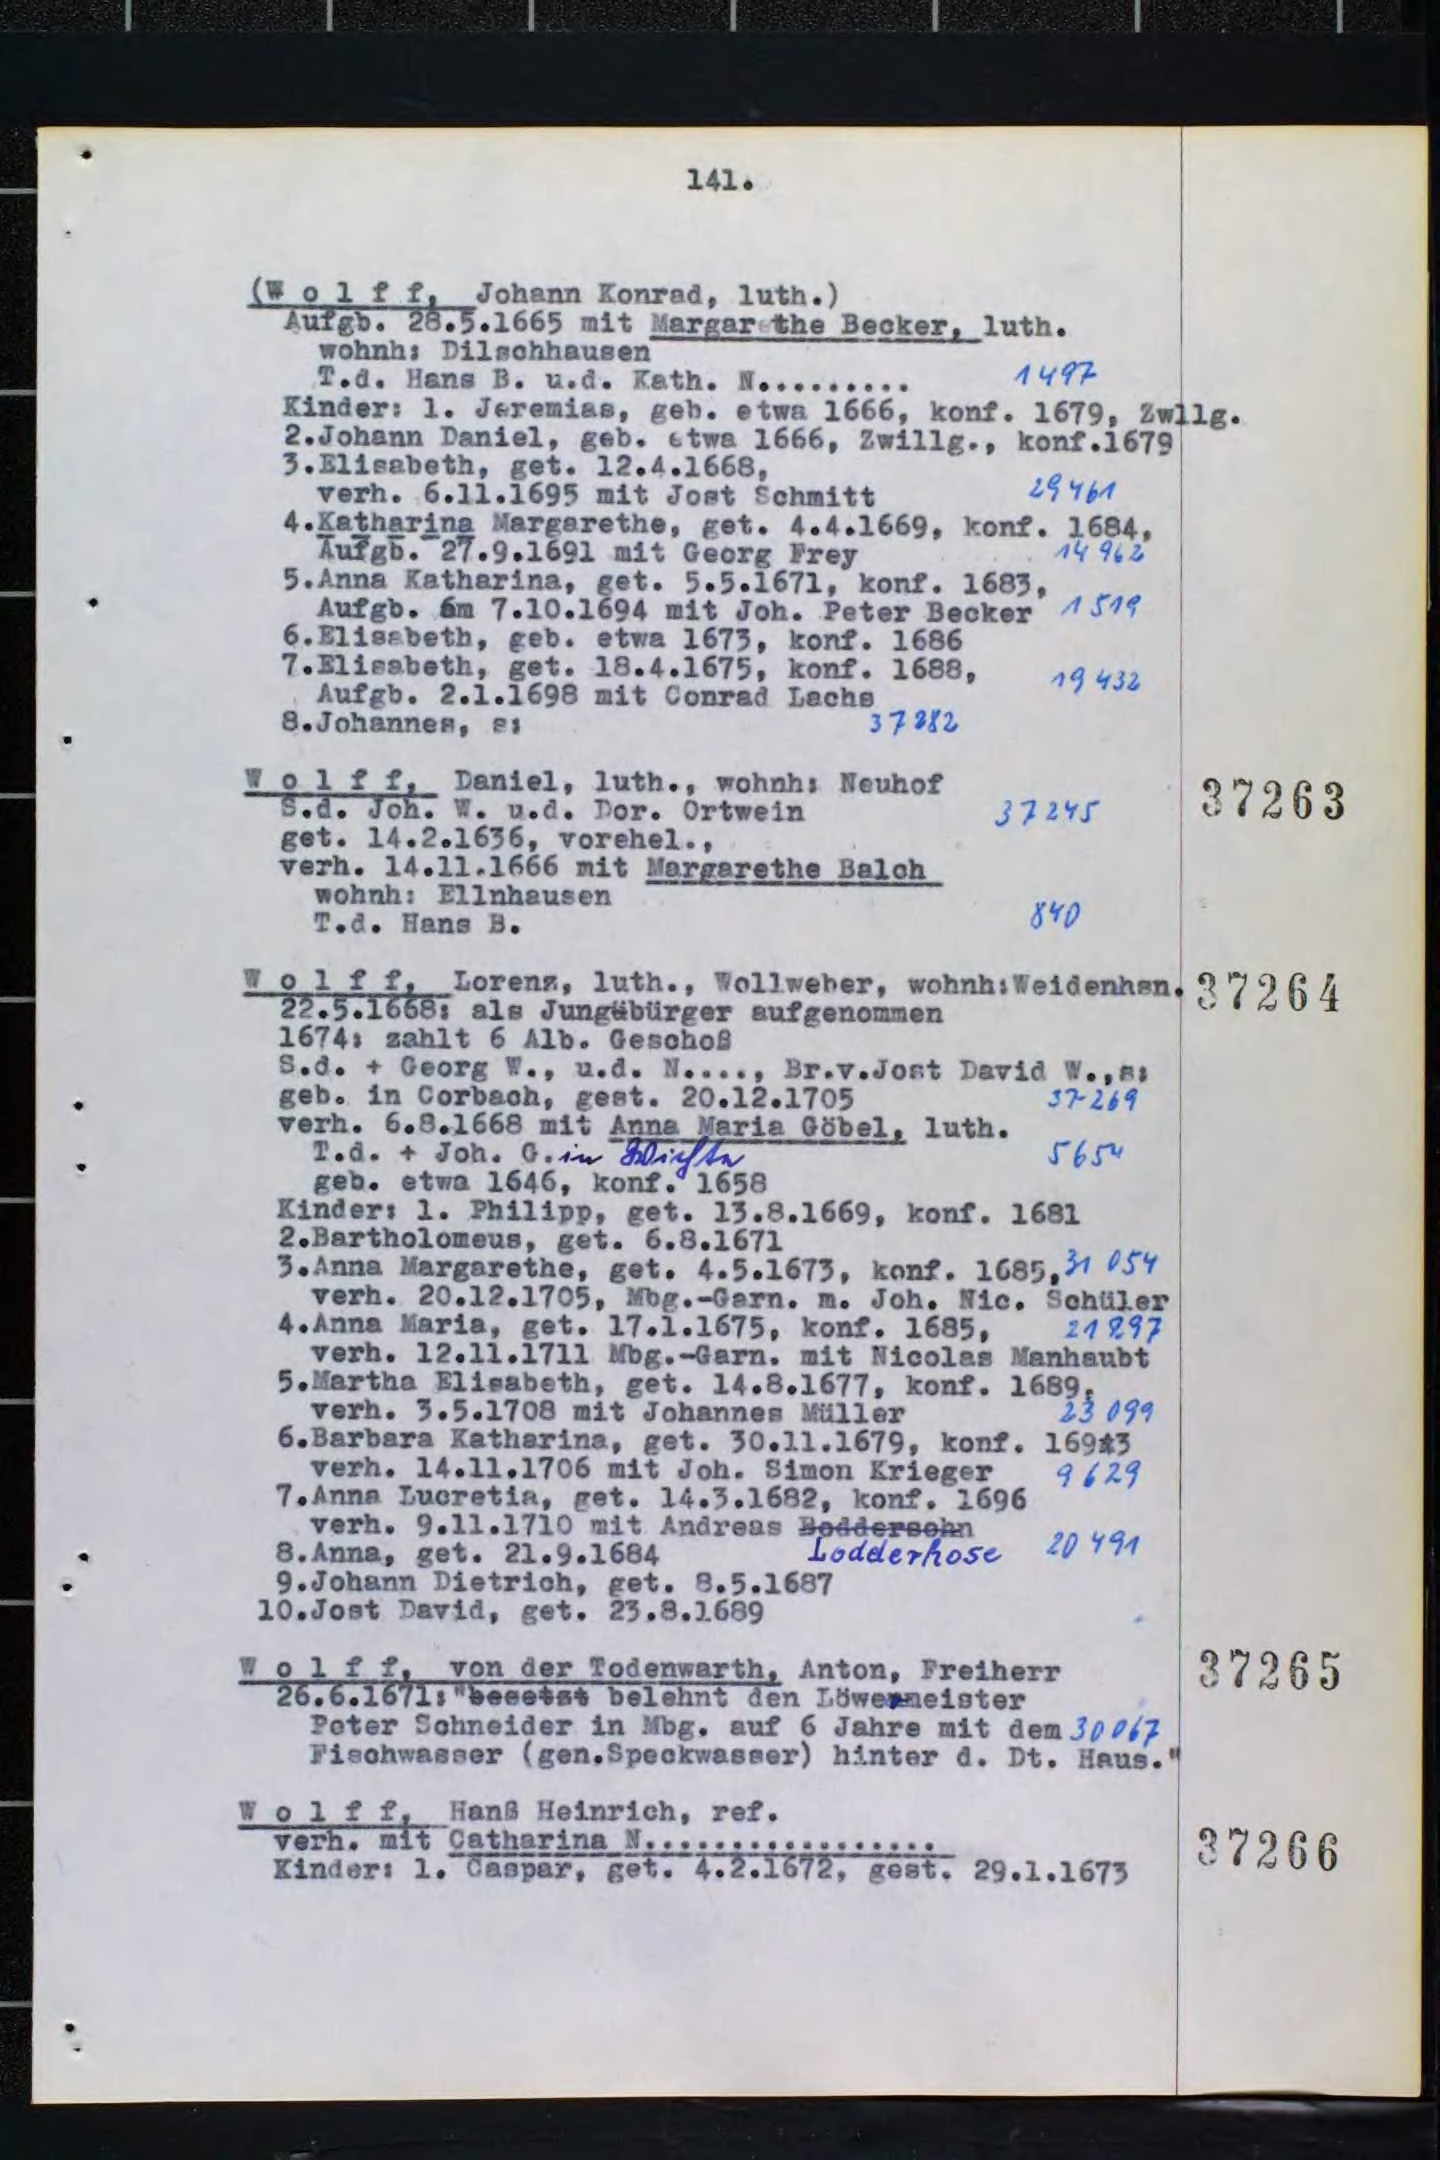 141.
(W o l f f, Johann Konrad, luth.)
Aufgb. 28.5.1665 mit Margarethe Becker, luth.
wohnh: Dilschhausen
T.d. Hans B. u.d. Kath. N.......... 1497
Kinder: 1. Jeremias, geb. etwa 1666, konf. 1679, Zwllg.
2.Johann Daniel, geb. etwa 1666, Zwillg., konf.1679
3.Elisabeth, get. 12.4.1668,
verh. 6.11.1695 mit Jost Schmitt 29461
4.Katharina Margarethe, get. 4.4.1669, konf. 1684,
Aufgb. 27.9.1691 mit Georg Frey 14962
5.Anna Katharina, get. 5.5.1671, konf. 1683,
Aufgb. am 7.10.1694 mit Joh. Peter Becker 1519
6.Elisabeth, geb. etwa 1673, konf. 1686
7.Elisabeth, get. 18.4.1675, konf. 1688, 19432
Aufgb. 2.1.1698 mit Conrad Lachs
8.Johannes, s: 37282
W o l f f, Daniel, luth., wohnh: Neuhof 37263
S.d. Joh. W. u.d. Dor. Ortwein 37245
get. 14.2.1636, vorehel.,
verh. 14.11.1666 mit Margarethe Balch
wohnh: Ellnhausen
T.d. Hans B. 840
W o l f f, Lorenz, luth., Wollweber, wohnh:Weidenhsn. 37264
22.5.1668: als Jungübürger aufgenommen
1674: zahlt 6 Alb. Geschoß
S.d. + Georg W., u.d. N...., Br.v.Jost David W.,s:
geb. in Corbach, gest. 20.12.1705 37269
verh. 6.8.1668 mit Anna Maria Göbel, luth.
T.d. + Joh. G. in 5654
geb. etwa 1646, konf. 1658
Kinder: 1. Philipp, get. 13.8.1669, konf. 1681
2.Bartholomeus, get. 6.8.1671
3.Anna Margarethe, get. 4.5.1673, konf. 1685, 31054
verh. 20.12.1705, Mbg.-Garn. m. Joh. Nic. Schüler
4.Anna Maria, get. 17.1.1675, konf. 1685, 21297
verh. 12.11.1711 Mbg.-Garn. mit Nicolas Manhaubt
5.Martha Elisabeth, get. 14.8.1677, konf. 1689,
verh. 3.5.1708 mit Johannes Müller 23099
6.Barbara Katharina, get. 30.11.1679, konf. 1693
verh. 14.11.1706 mit Joh. Simon Krieger 9629
7.Anna Lucretia, get. 14.3.1682, konf. 1696
verh. 9.11.1710 mit Andreas Boddersohn
8.Anna, get. 21.9.1684 Lodderhose 20491
9.Johann Dietrich, get. 8.5.1687
10.Jost David, get. 23.8.1689
W o l f f, von der Todenwarth, Anton, Freiherr 37265
26.6.1671: "besetzt belehnt den Löwenmeister
Peter Schneider in Mbg. auf 6 Jahre mit dem 30067
Fischwasser (gen.Speckwasser) hinter d. Dt. Haus."
W o l f f, Hanß Heinrich, ref.
verh. mit Catharina N.................. 37266
Kinder: 1. Caspar, get. 4.2.1672, gest. 29.1.1673